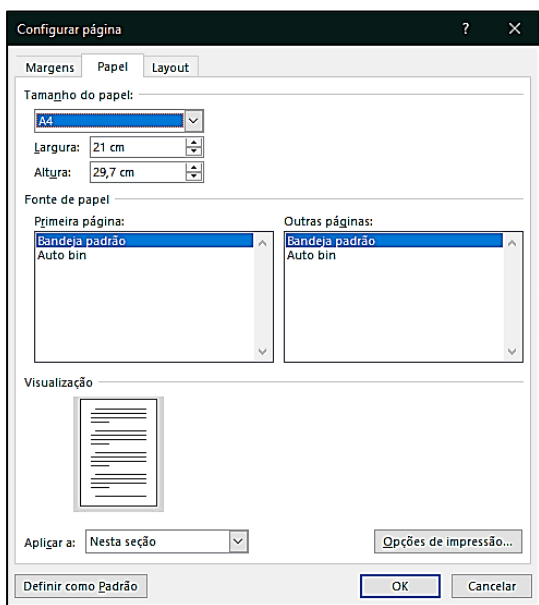 Configurar página ? ×
Margens Papel Layout
Tamanho do papel:
A4
Largura: 21 cm
Altura: 29,7 cm
Fonte de papel
Primeira página: Outras páginas:
Bandeja padrão Bandeja padrão
Auto bin Auto bin
Visualização
Aplicar a: Nesta seção Opções de impressão...
Definir como Padrão OK Cancelar